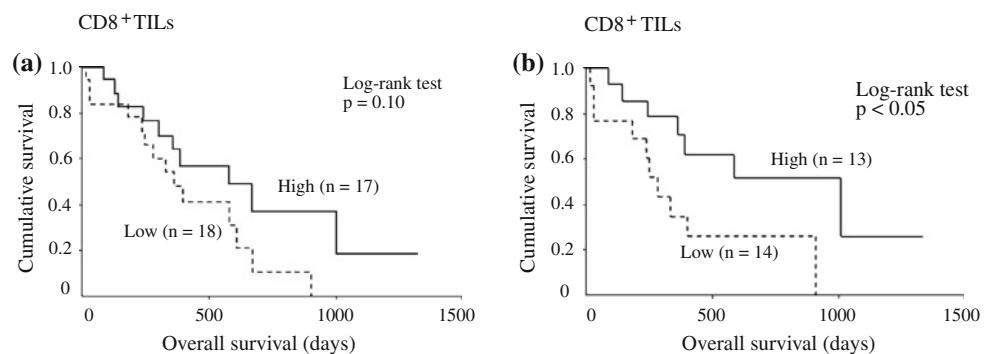 CD8+ TILs
(a)
Log-rank test
p = 0.10
High (n = 17)
Low (n = 18)
Cumulative survival
1.0
0.8
0.6
0.4
0.2
0
0
500
1000
1500
Overall survival (days)
CD8+ TILs
(b)
Log-rank test
p < 0.05
High (n = 13)
Low (n = 14)
Cumulative survival
1.0
0.8
0.6
0.4
0.2
0
0
500
1000
1500
Overall survival (days)